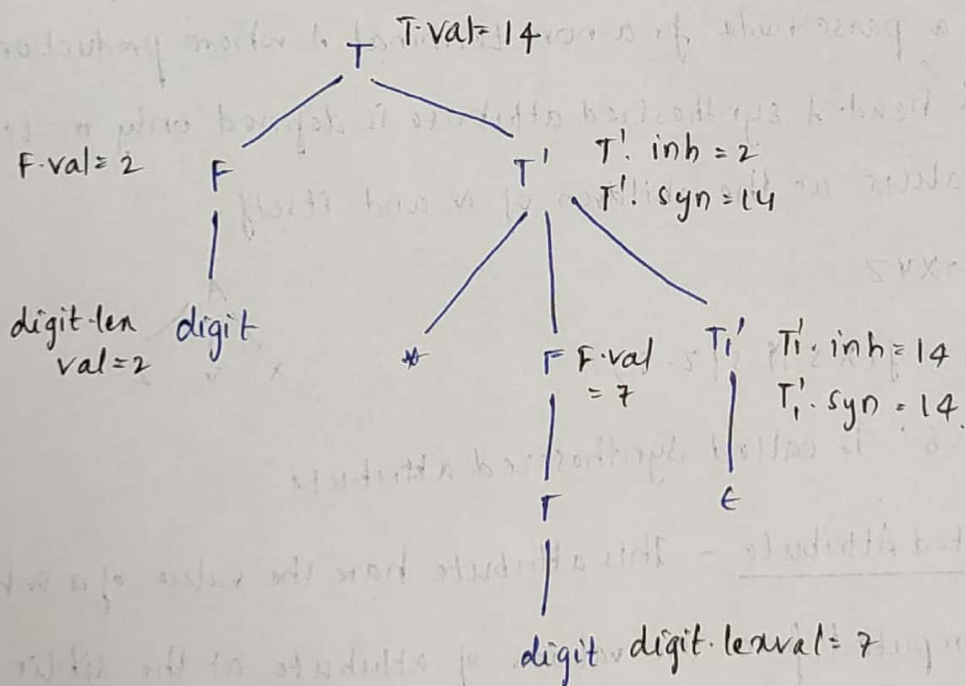 T T.val = 14
F.val = 2 F T' T'. inh = 2
T'. syn = 14
digit.len digit
val = 2
* F F.val T₁' T₁'. inh = 14
= 7 T₁'. syn = 14.
F ε
digit digit.lexval = 7